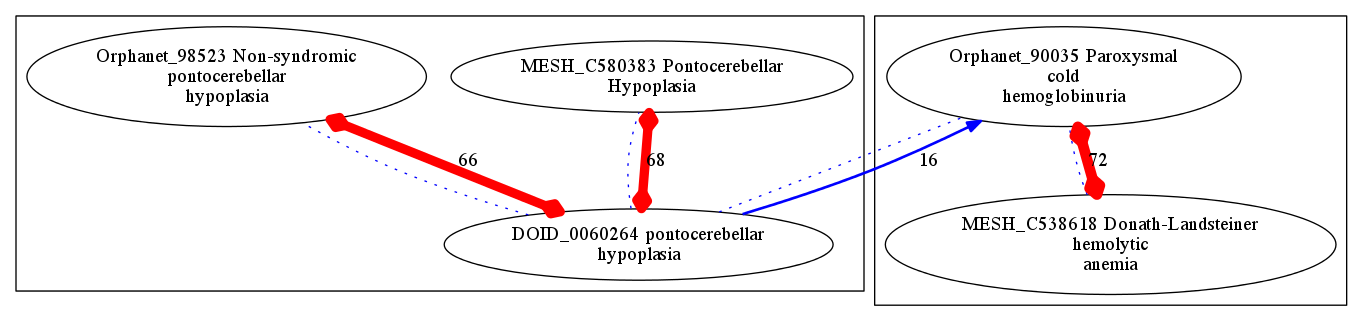 Orphanet_98523 Non-syndromic
pontocerebellar
hypoplasia
MESH_C580383 Pontocerebellar
Hypoplasia
Orphanet_90035 Paroxysmal
cold
hemoglobinuria
66
68
16
72
DOID_0060264 pontocerebellar
hypoplasia
MESH_C538618 Donath-Landsteiner
hemolytic
anemia